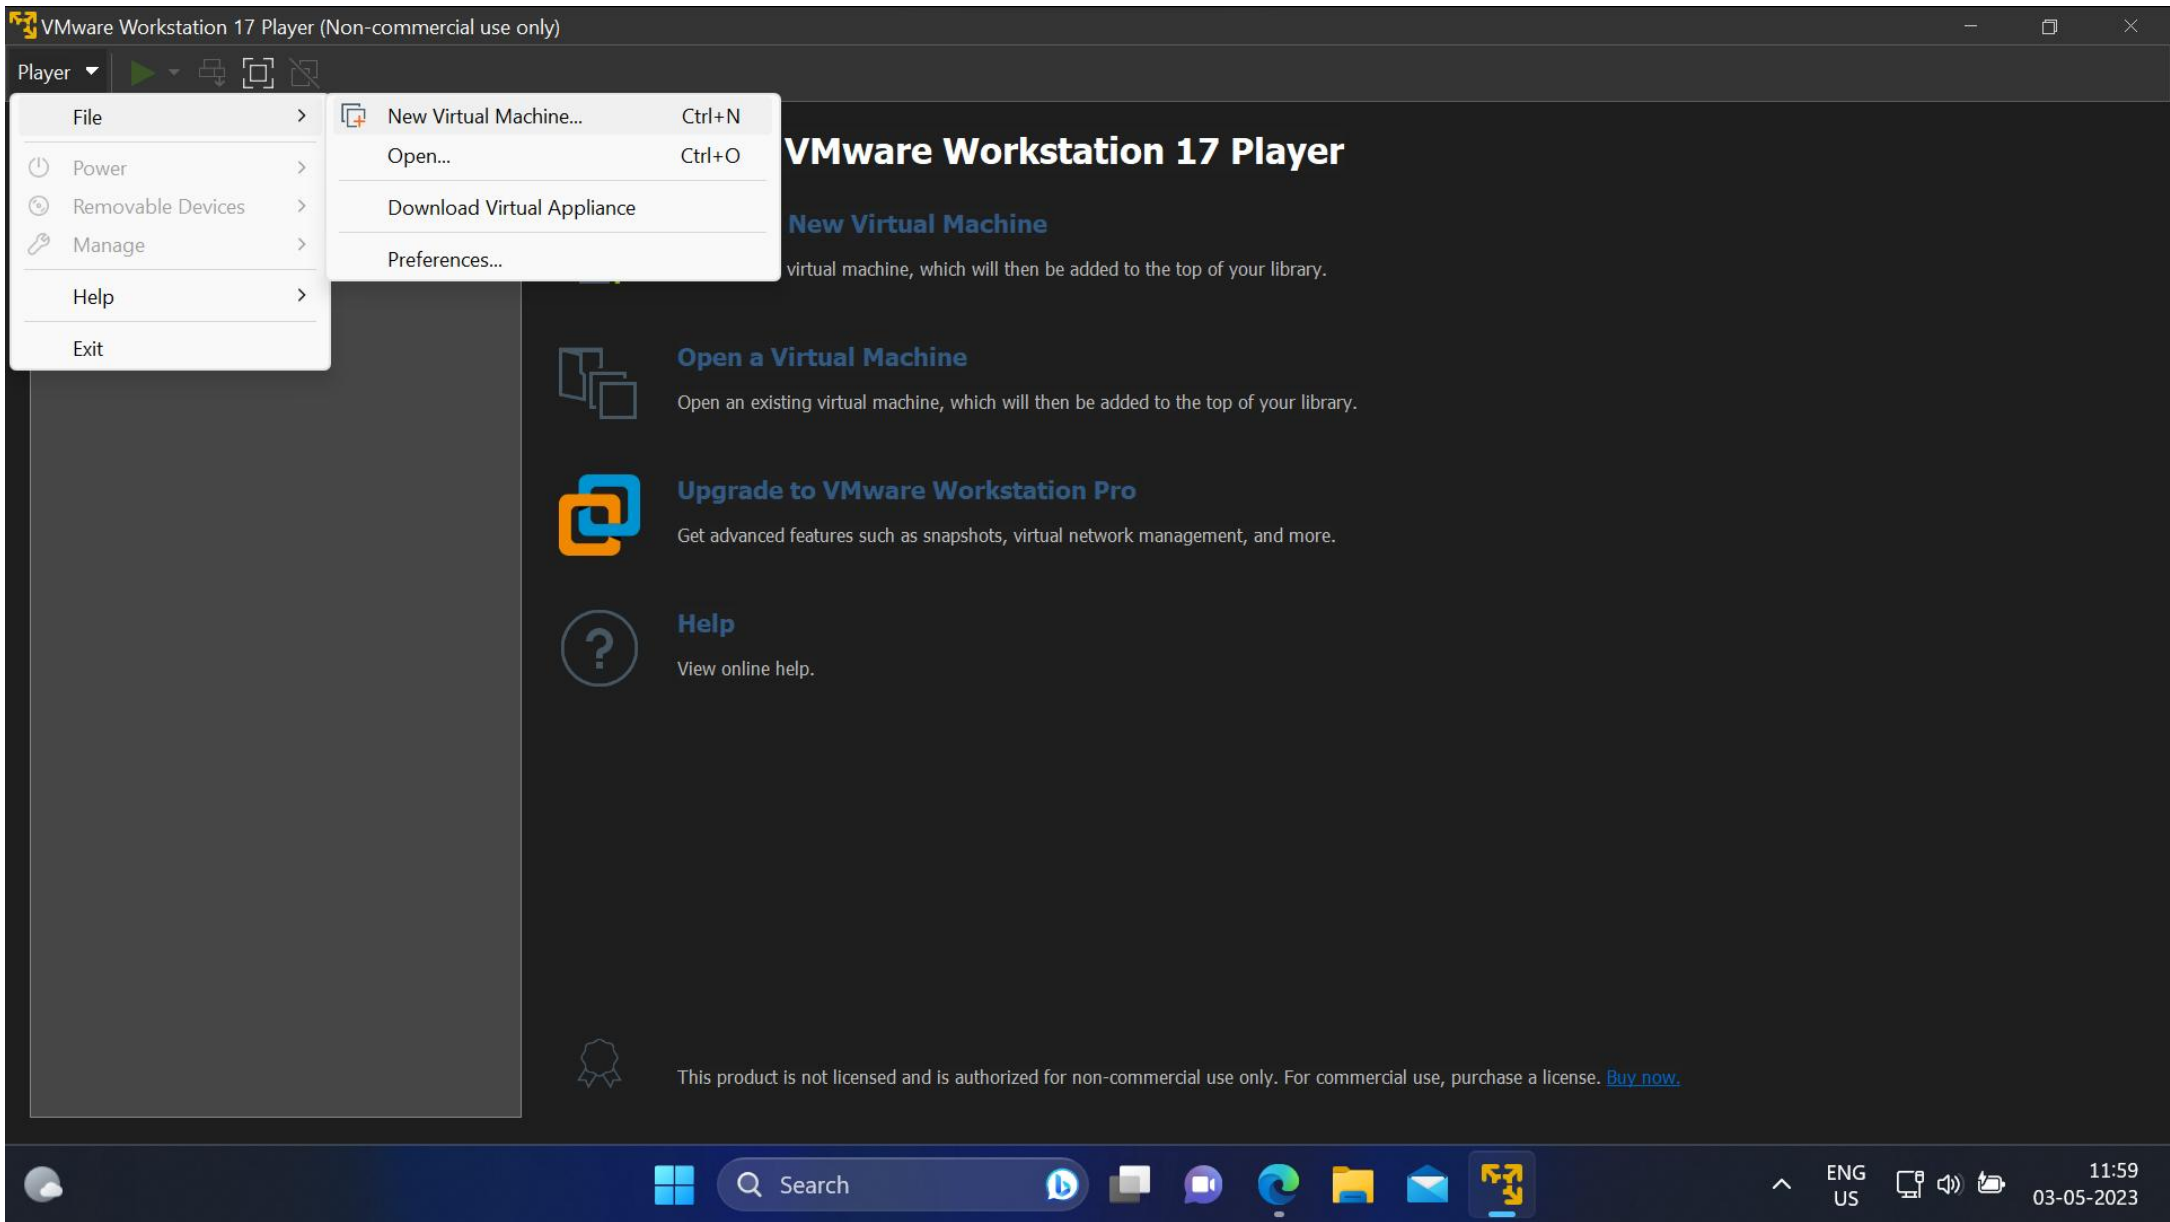 VMware Workstation 17 Player (Non-commercial use only)
Player
File
New Virtual Machine... Ctrl+N
Open... Ctrl+O
Download Virtual Appliance
Preferences...
Power
Removable Devices
Manage
Help
Exit
VMware Workstation 17 Player
New Virtual Machine
virtual machine, which will then be added to the top of your library.
Open a Virtual Machine
Open an existing virtual machine, which will then be added to the top of your library.
Upgrade to VMware Workstation Pro
Get advanced features such as snapshots, virtual network management, and more.
?
Help
View online help.
This product is not licensed and is authorized for non-commercial use only. For commercial use, purchase a license. Buy now.
Search
ENG
US
11:59
03-05-2023